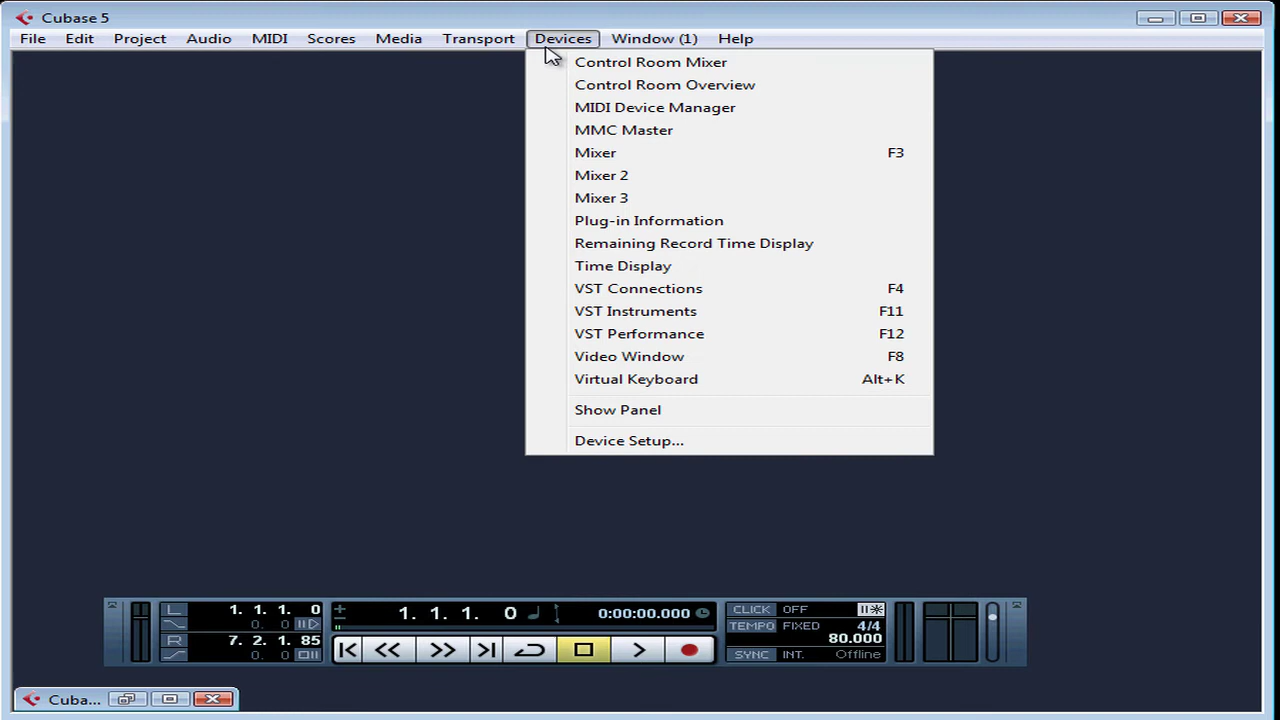 Cubase 5
File Edit Project Audio MIDI Scores Media Transport Devices Window (1) Help
Control Room Mixer
Control Room Overview
MIDI Device Manager
MMC Master
Mixer F3
Mixer 2
Mixer 3
Plug-in Information
Remaining Record Time Display
Time Display
VST Connections F4
VST Instruments F11
VST Performance F12
Video Window F8
Virtual Keyboard Alt+K
Show Panel
Device Setup...
L 1. 1. 1. 0 1. 1. 1. 0 0:00:00.000 CLICK OFF
0. 0 TEMPO FIXED 4/4
R 7. 2. 1. 85 80.000
0. 0 SYNC INT. Offline
Cuba...